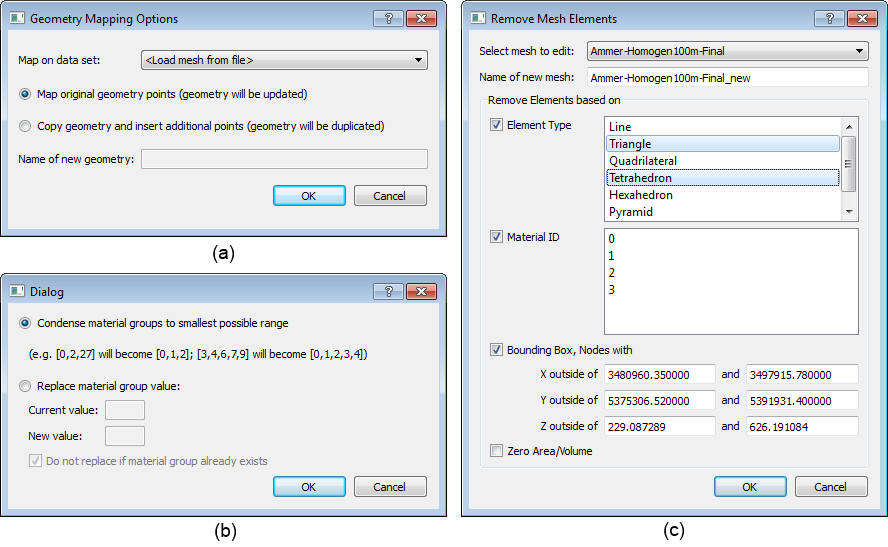 Geometry Mapping Options
Map on data set: <Load mesh from file>
Map original geometry points (geometry will be updated)
Copy geometry and insert additional points (geometry will be duplicated)
Name of new geometry:
OK Cancel
(a)
Dialog
Condense material groups to smallest possible range
(e.g. [0,2,27] will become [0,1,2]; [3,4,6,7,9] will become [0,1,2,3,4])
Replace material group value:
Current value:
New value:
Do not replace if material group already exists
OK Cancel
(b)
Remove Mesh Elements
Select mesh to edit: Ammer-Homogen100m-Final
Name of new mesh: Ammer-Homogen100m-Final_new
Remove Elements based on
Element Type
Line
Triangle
Quadrilateral
Tetrahedron
Hexahedron
Pyramid
Material ID
0
1
2
3
Bounding Box, Nodes with
X outside of 3480960.350000 and 3497915.780000
Y outside of 5375306.520000 and 5391931.400000
Z outside of 229.087289 and 626.191084
Zero Area/Volume
OK Cancel
(c)